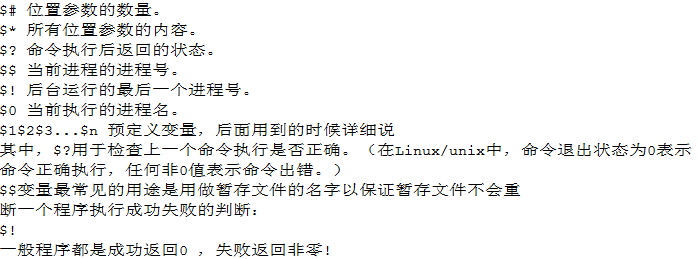 $# 位置参数的数量。
$* 所有位置参数的内容。
$? 命令执行后返回的状态。
$$ 当前进程的进程号。
$! 后台运行的最后一个进程号。
$0 当前执行的进程名。
$1$2$3...$n 预定义变量，后面用到的时候详细说
其中，$?用于检查上一个命令执行是否正确。（在Linux/unix中，命令退出状态为0表示
命令正确执行，任何非0值表示命令出错。）
$$变量最常见的用途是用做暂存文件的名字以保证暂存文件不会重
断一个程序执行成功失败的判断：
$!
一般程序都是成功返回0 ，失败返回非零!